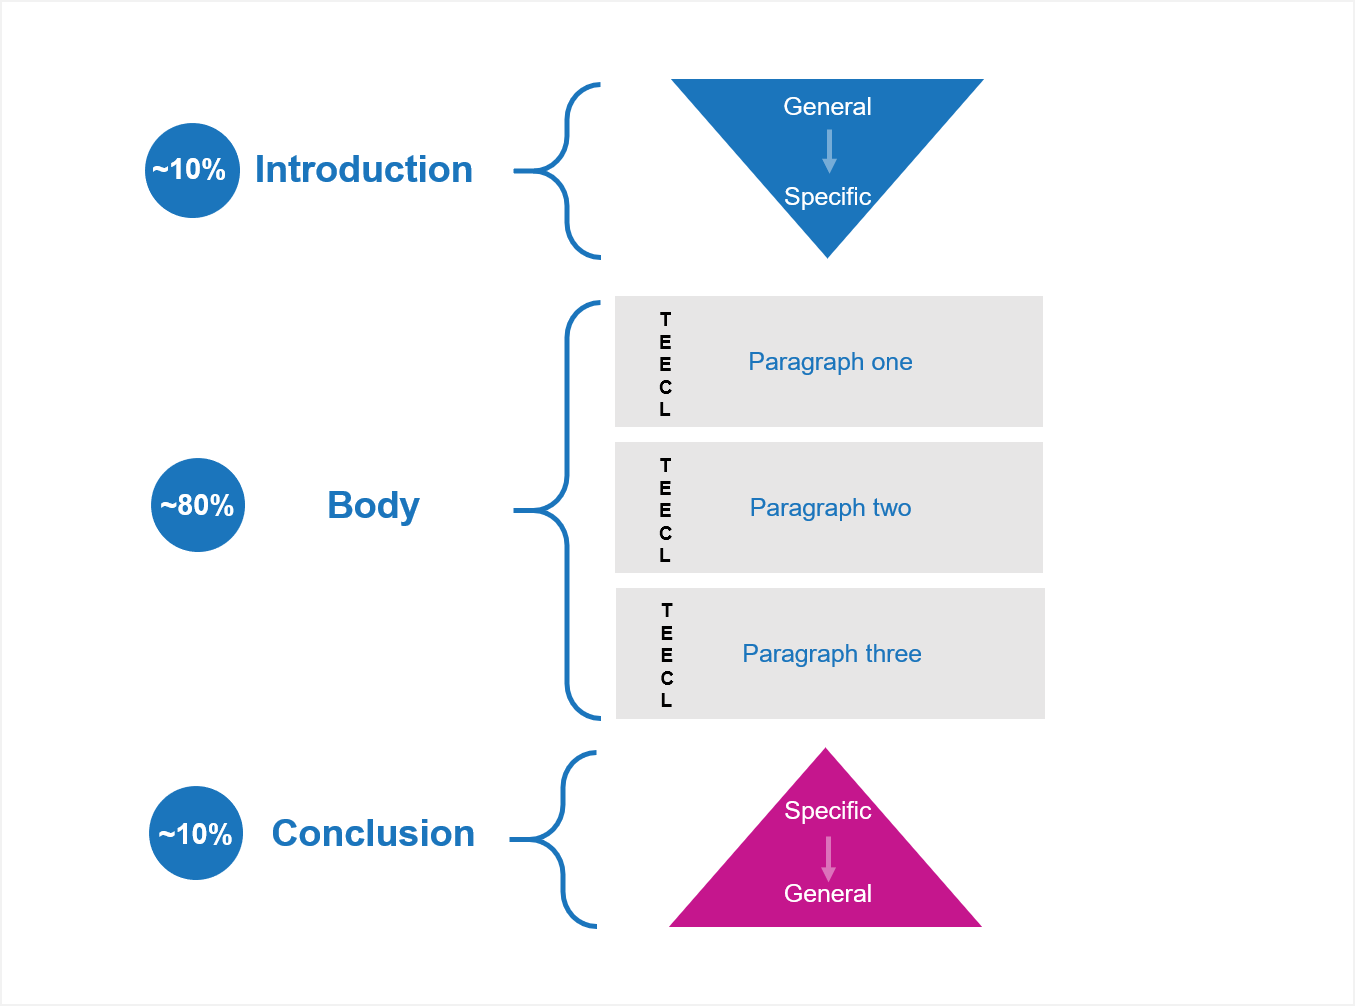 ~10%
Introduction
General
Specific
~80%
Body
T
E
E
C
L
Paragraph one
T
E
E
C
L
Paragraph two
T
E
E
C
L
Paragraph three
~10%
Conclusion
Specific
General